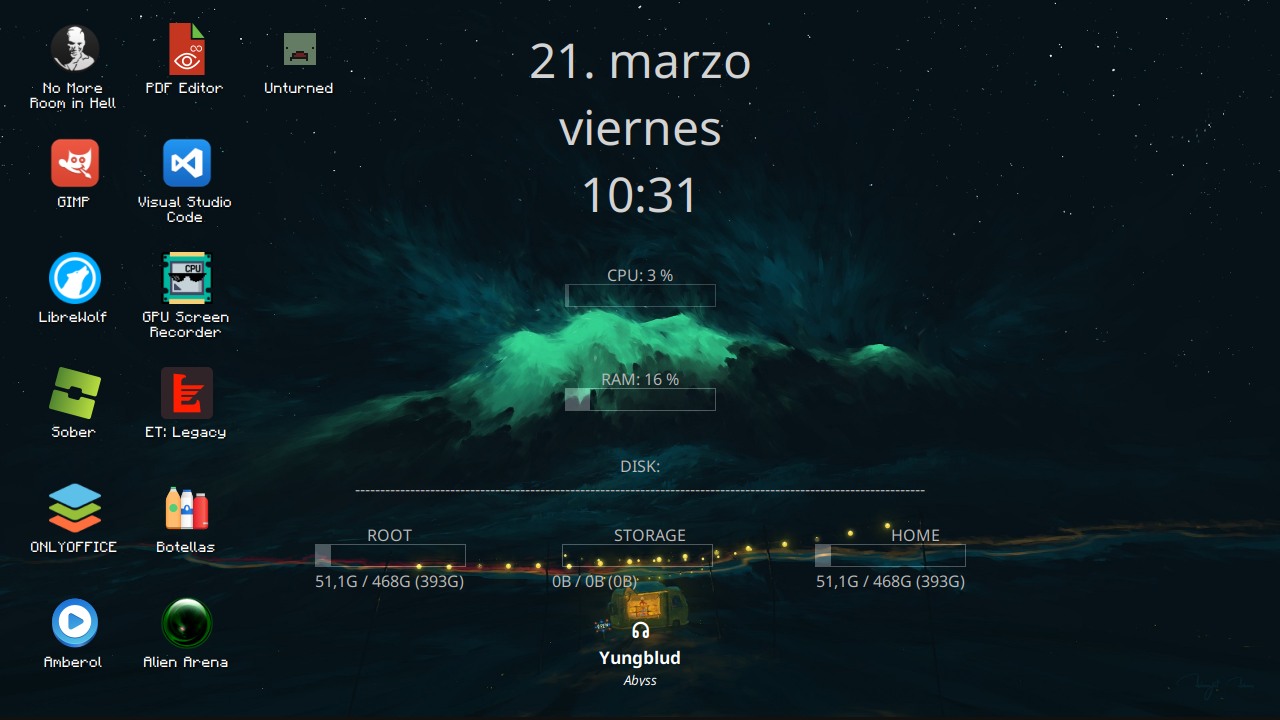 No More
Room in Hell
PDF Editor
Unturned
GIMP
Visual Studio
Code
LibreWolf
CPU
GPU Screen
Recorder
Sober
ET: Legacy
ONLYOFFICE
Botellas
Amberol
Alien Arena
21. marzo
viernes
10:31
CPU: 3 %
RAM: 16 %
DISK:
ROOT
51,1G / 468G (393G)
STORAGE
0B / 0B (0B)
HOME
51,1G / 468G (393G)
Yungblud
Abyss